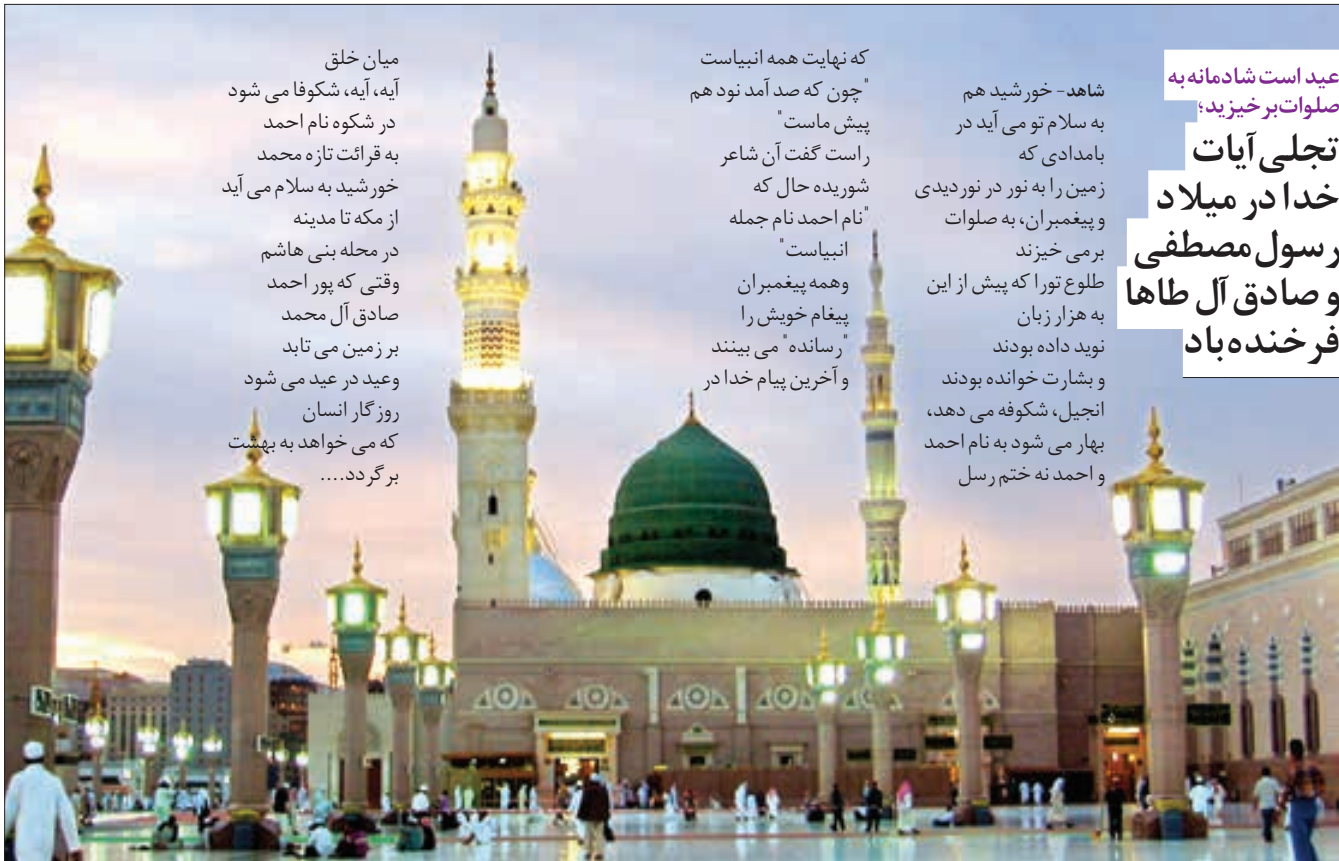 عید است شادمانه به
صلوات برخیزید؛
تجلی آیات
خدا در میلاد
رسول مصطفی
و صادق آل طاها
فرخنده باد
شاهد- خورشید هم
به سلام تو می آید در
بامدادی که
زمین را به نور در نوردیدی
و پیغمبران، به صلوات
برمی خیزند
طلوع تورا که پیش از این
به هزار زبان
نوید داده بودند
و بشارت خوانده بودند
انجیل، شکوفه می دهد،
بهار می شود به نام احمد
و احمد نه ختم رسل
که نهایت همه انبیاست
"چون که صد آمد نود هم
پیش ماست"
راست گفت آن شاعر
شوریده حال که
"نام احمد نام جمله
انبیاست"
وهمه پیغمبران
پیغام خویش را
"رسانده" می بینند
و آخرین پیام خدا در
میان خلق
آیه، آیه، شکوفا می شود
در شکوه نام احمد
به قرائت تازه محمد
خورشید به سلام می آید
از مکه تا مدینه
در محله بنی هاشم
وقتی که پور احمد
صادق آل محمد
بر زمین می تابد
وعید در عید می شود
روزگار انسان
که می خواهد به بهشت
برگردد....